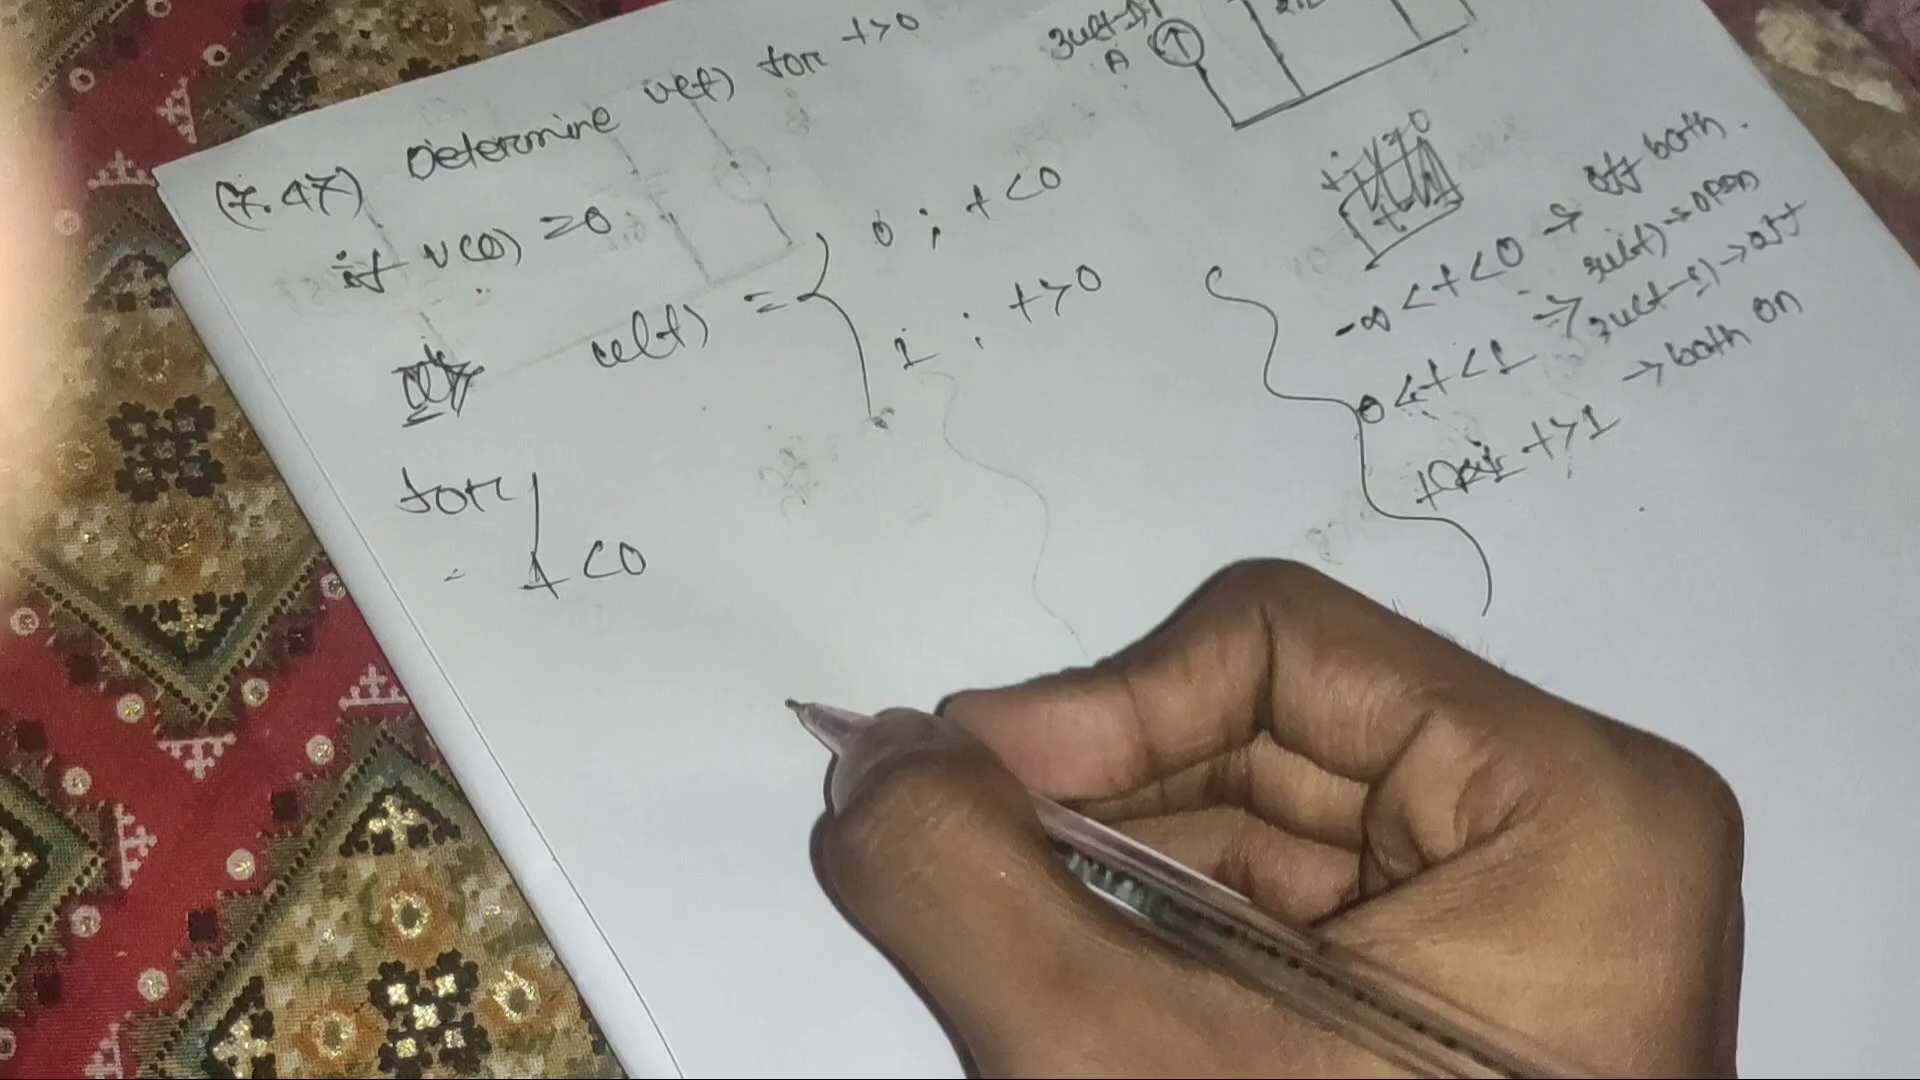 (7.47) Determine v(t) for t>0
if v(0) =0
u(t) = { 0 ; t<0
1 ; t>0
for
t<0
3u(t-1)
A
2Ω
-∞<t<0 → off both.
0<t<1 → 3u(t) → open
3u(t-1) → off
t>1 → both on